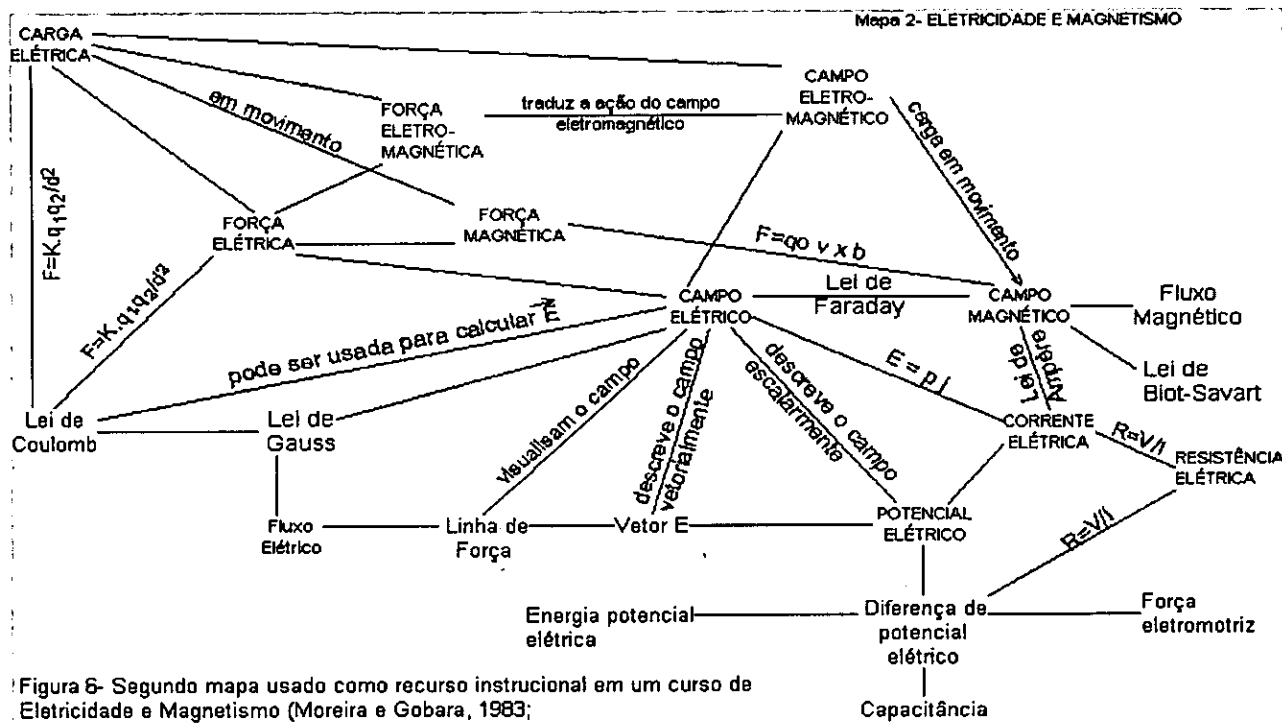 Mapa 2- ELETRICIDADE E MAGNETISMO
CARGA
ELÉTRICA
CAMPO
ELETRO-
MAGNÉTICO
FORÇA
ELETRO-
MAGNÉTICA
traduz a ação do campo
eletromagnético
em movimento
carga em movimento
F=K.q1q2/d2
FORÇA
ELÉTRICA
FORÇA
MAGNÉTICA
F=qo v x b
F=K.q1q2/d2
pode ser usada para calcular E
CAMPO
ELÉTRICO
Lei de
Faraday
CAMPO
MAGNÉTICO
Fluxo
Magnético
Lei de
Biot-Savart
Lei de
Ampère
E = p j
Lei de
Coulomb
Lei de
Gauss
visualisam o campo
descreve o campo
vetorialmente
descreve o campo
escalarmente
CORRENTE
ELÉTRICA
R=V/i
RESISTÊNCIA
ELÉTRICA
Fluxo
Elétrico
Linha de
Força
Vetor E
POTENCIAL
ELÉTRICO
R=V/i
Energia potencial
elétrica
Diferença de
potencial
elétrico
Força
eletromotriz
Capacitância
Figura 6- Segundo mapa usado como recurso instrucional em um curso de
Eletricidade e Magnetismo (Moreira e Gobara, 1983;